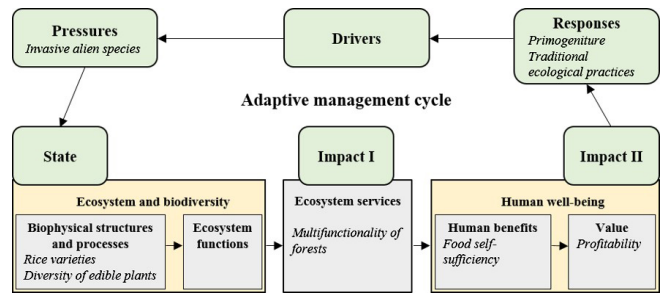 Pressures
Invasive alien species
Drivers
Responses
Primogeniture
Traditional
ecological practices
Adaptive management cycle
State
Impact I
Impact II
Ecosystem and biodiversity
Biophysical structures
and processes
Rice varieties
Diversity of edible plants
Ecosystem
functions
Ecosystem services
Multifunctionality of
forests
Human well-being
Human benefits
Food self-
sufficiency
Value
Profitability